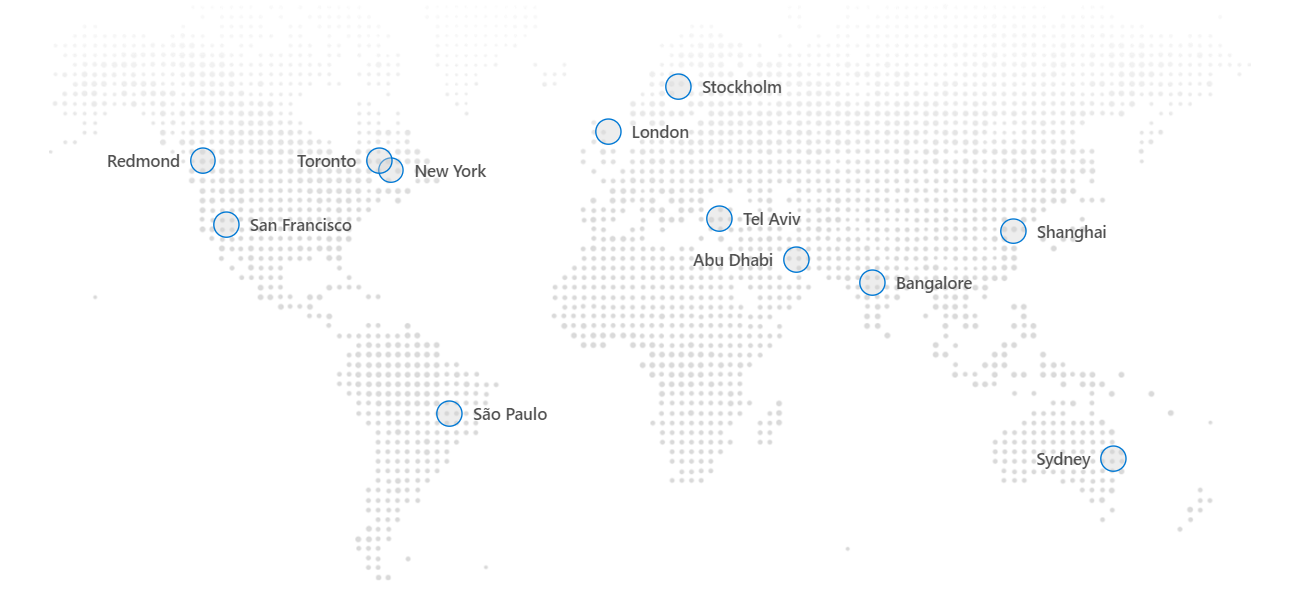 Stockholm
London
Redmond
Toronto
New York
San Francisco
Tel Aviv
Shanghai
Abu Dhabi
Bangalore
São Paulo
Sydney